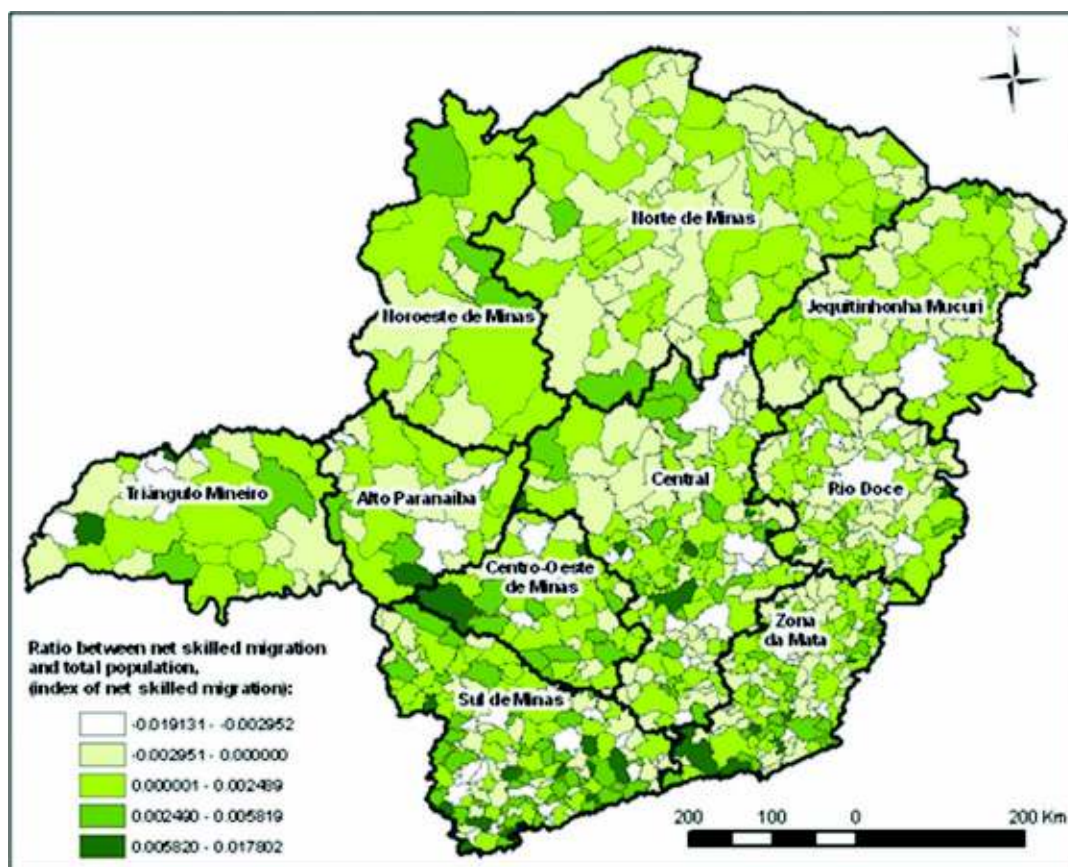 N
Norte de Minas
Jequitinhonha Mucuri
Noroeste de Minas
Central
Rio Doce
Triângulo Mineiro
Alto Paranaíba
Centro-Oeste
de Minas
Zona
da Mata
Sul de Minas
Ratio between net skilled migration
and total population,
(index of net skilled migration):
-0.019131 - -0.002952
-0.002951 - 0.000000
0.000001 - 0.002489
0.002490 - 0.005819
0.005820 - 0.017802
200 100 0 200 Km